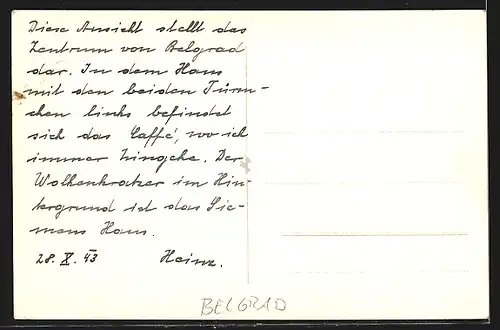 Diese Ansicht stellt das
Zentrum von Belgrad
dar. In dem Haus
mit den beiden Türm-
chen links befindet
sich das Caffé, wo ich
immer hingehe. Der
Wolkenkratzer im Hin-
tergrund ist das Sie-
mens Haus.
28. X. 43 Heinz.
BELGRAD